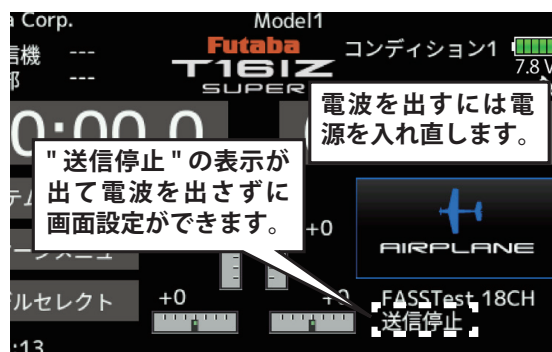 Corp.
Model1
信機 ---
部 ---
Futaba
T16IZ
SUPER
コンディション1
7.8 V
電波を出すには電
源を入れ直します。
"送信停止"の表示が
出て電波を出さずに
画面設定ができます。
+0
AIRPLANE
デルセレクト
+0
+0
FASSTest 18CH
送信停止
:13